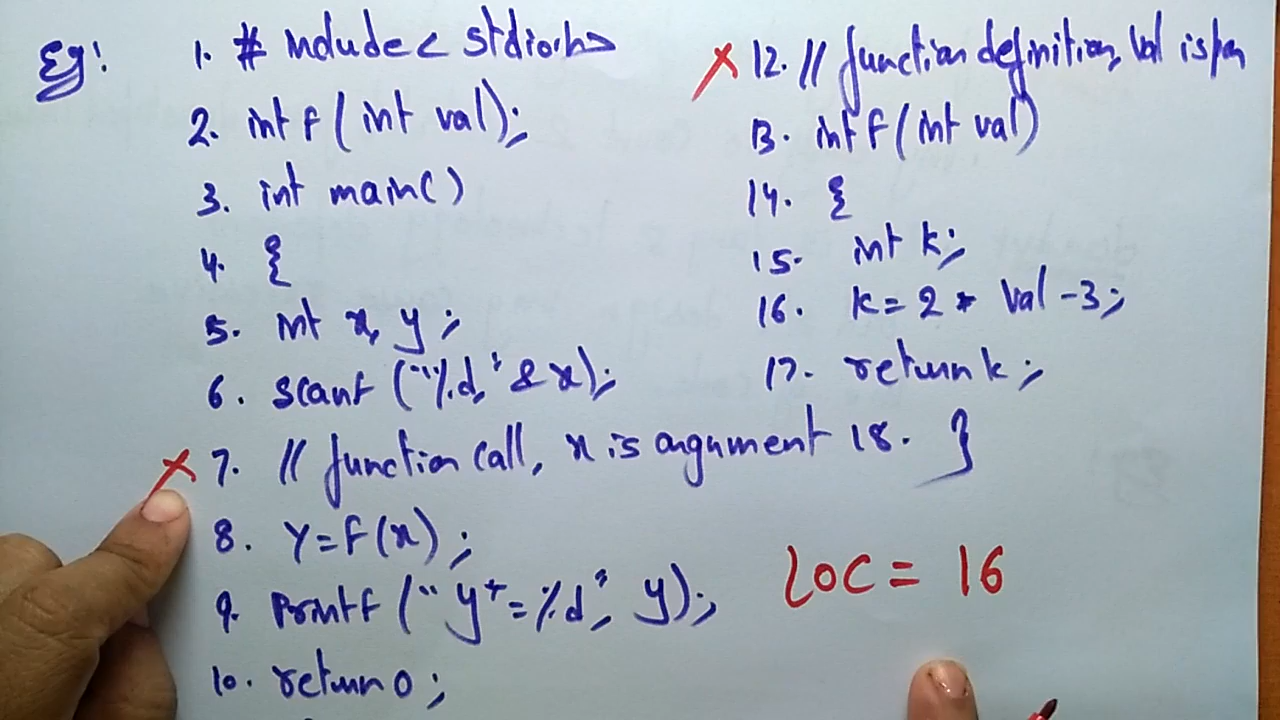 Eg:
1. # include < stdio.h>
2. int f ( int val);
3. int main()
4. {
5. int x, y ;
6. scanf ("%d," &x);
7. // function call, x is argument
8. Y=f(x) ;
9. Printf (" y+ =%d", y);
10. return 0 ;
12. // function definition, val is par
13. int f ( int val)
14. {
15. int k;
16. k = 2 * val -3 ;
17. return k ;
18. }
LOC = 16